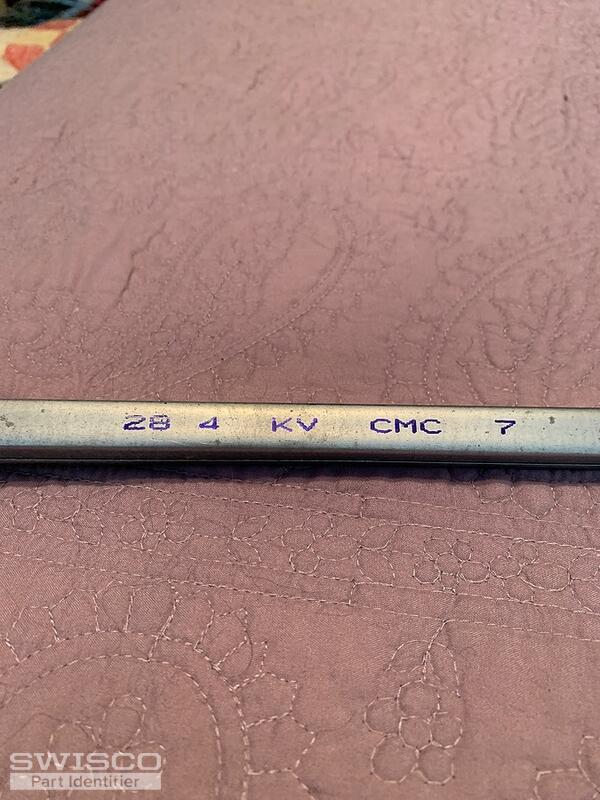 28 4 KV CMC 7
SWISCO
Part Identifier